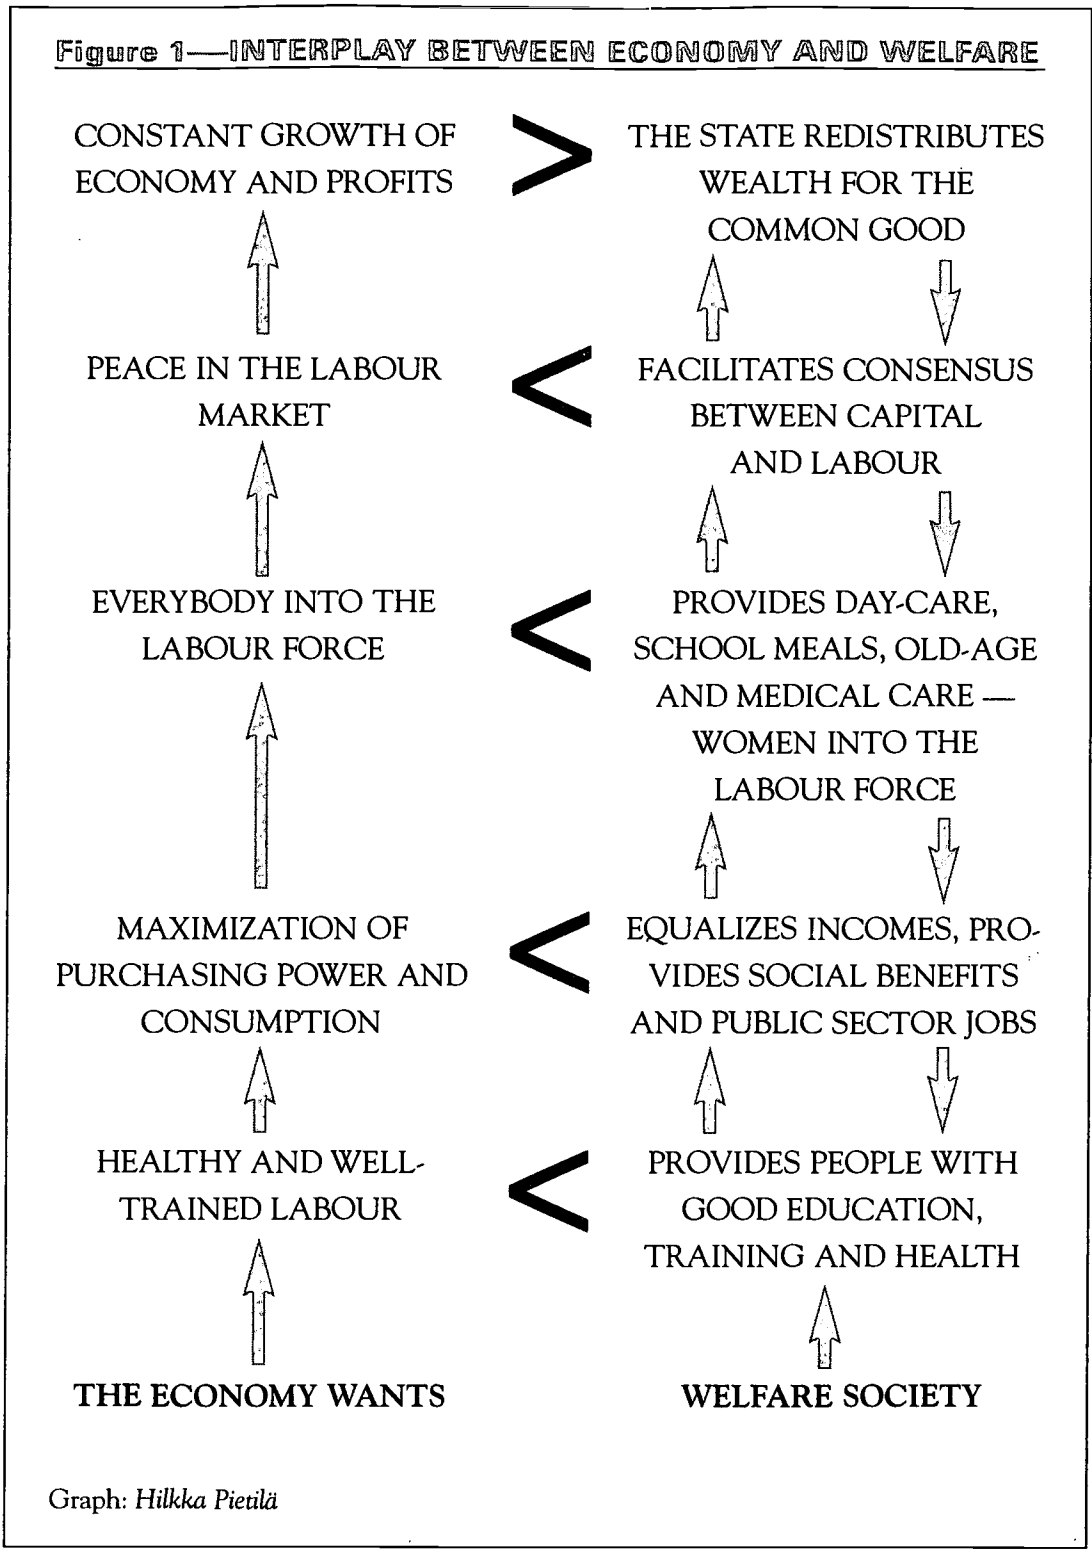 Figure 1—INTERPLAY BETWEEN ECONOMY AND WELFARE
CONSTANT GROWTH OF
ECONOMY AND PROFITS
>
THE STATE REDISTRIBUTES
WEALTH FOR THE
COMMON GOOD
PEACE IN THE LABOUR
MARKET
<
FACILITATES CONSENSUS
BETWEEN CAPITAL
AND LABOUR
EVERYBODY INTO THE
LABOUR FORCE
<
PROVIDES DAY-CARE,
SCHOOL MEALS, OLD-AGE
AND MEDICAL CARE —
WOMEN INTO THE
LABOUR FORCE
MAXIMIZATION OF
PURCHASING POWER AND
CONSUMPTION
<
EQUALIZES INCOMES, PRO-
VIDES SOCIAL BENEFITS
AND PUBLIC SECTOR JOBS
HEALTHY AND WELL-
TRAINED LABOUR
<
PROVIDES PEOPLE WITH
GOOD EDUCATION,
TRAINING AND HEALTH
THE ECONOMY WANTS
WELFARE SOCIETY
Graph: Hilkka Pietilä